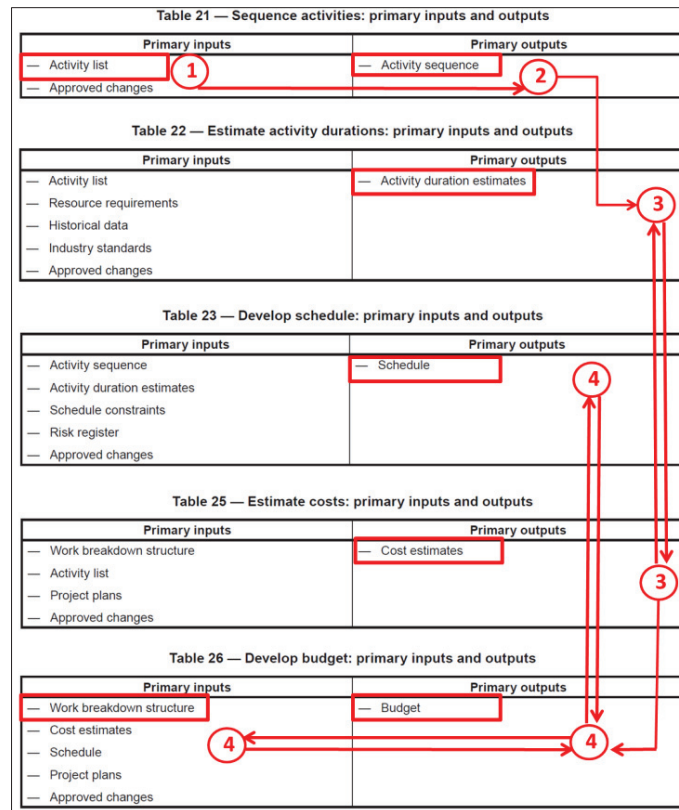 Table 21 — Sequence activities: primary inputs and outputs
Primary inputs Primary outputs
— Activity list 1 — Activity sequence 2
— Approved changes
Table 22 — Estimate activity durations: primary inputs and outputs
Primary inputs Primary outputs
— Activity list — Activity duration estimates
— Resource requirements 3
— Historical data
— Industry standards
— Approved changes
Table 23 — Develop schedule: primary inputs and outputs
Primary inputs Primary outputs
— Activity sequence — Schedule
— Activity duration estimates 4
— Schedule constraints
— Risk register
— Approved changes
Table 25 — Estimate costs: primary inputs and outputs
Primary inputs Primary outputs
— Work breakdown structure — Cost estimates
— Activity list 3
— Project plans
— Approved changes
Table 26 — Develop budget: primary inputs and outputs
Primary inputs Primary outputs
— Work breakdown structure — Budget
— Cost estimates
— Schedule 4 4
— Project plans
— Approved changes